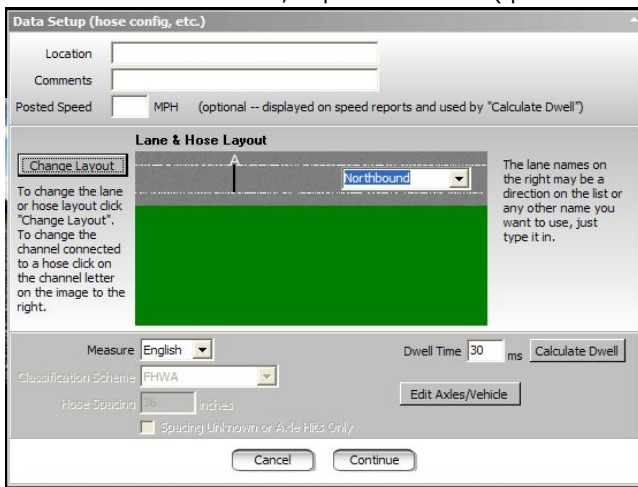 Data Setup (hose config, etc.)
Location
Comments
Posted Speed MPH (optional -- displayed on speed reports and used by "Calculate Dwell")
Lane & Hose Layout
Change Layout
To change the lane
or hose layout click
"Change Layout".
To change the
channel connected
to a hose click on
the channel letter
on the image to the
right.
A
Northbound
The lane names on
the right may be a
direction on the list or
any other name you
want to use, just
type it in.
Measure English
Dwell Time 30 ms Calculate Dwell
Classification Scheme FHWA
Edit Axles/Vehicle
Hose Spacing 36 inches
Spacing Unknown or Axle Hits Only
Cancel Continue